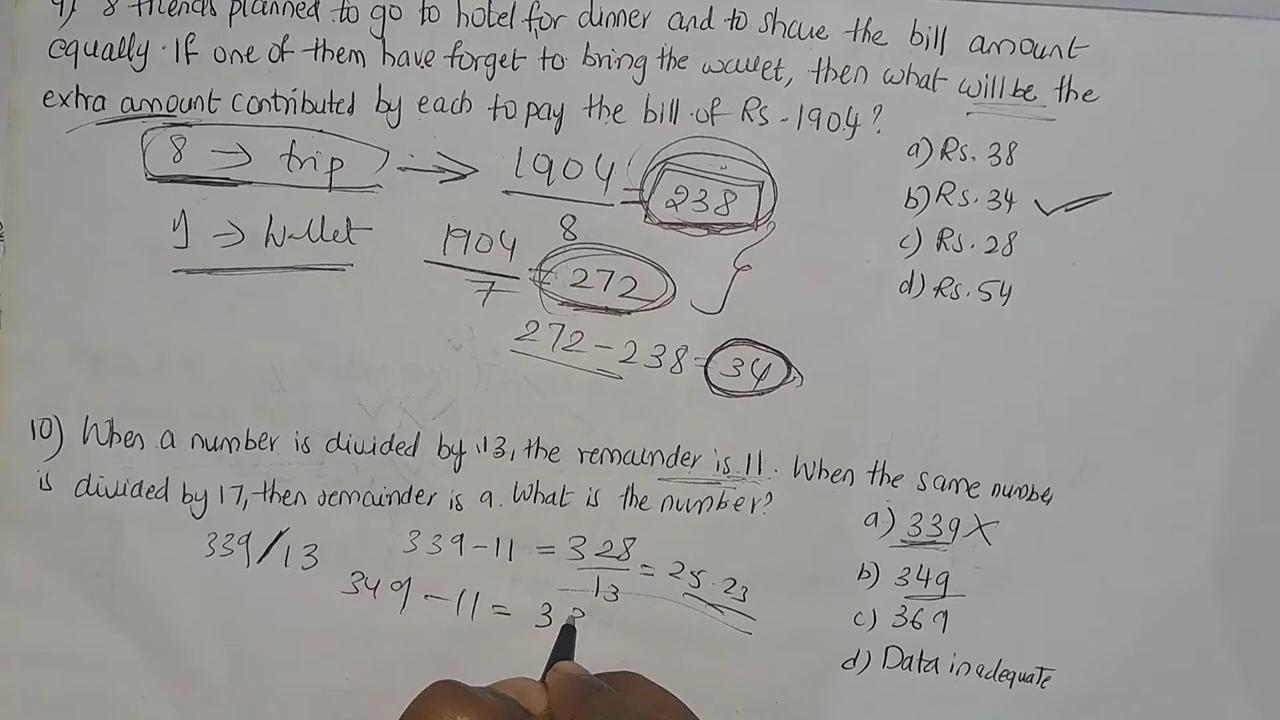 9) 8 friends planned to go to hotel for dinner and to share the bill amount
equally. If one of them have forget to bring the wallet, then what will be the
extra amount contributed by each to pay the bill of Rs-1904?
a) Rs. 38
b) Rs. 34
c) Rs. 28
d) Rs. 54
8 → trip → 1904/8 = 238
1 → wallet
1904/7 = 272
272 - 238 = 34
10) When a number is divided by 13, the remainder is 11. When the same number
is divided by 17, then remainder is 9. What is the number?
a) 339 X
b) 349
c) 369
d) Data inadequate
339/13
339-11 = 328/13 = 25.23
349-11 = 3